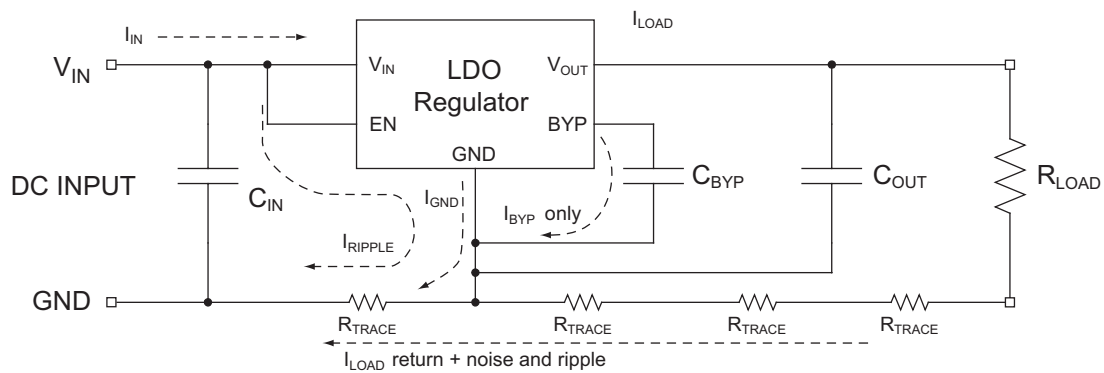 I_IN
I_LOAD
V_IN
V_IN
LDO
Regulator
V_OUT
EN
BYP
GND
DC INPUT
C_IN
I_GND
I_BYP only
C_BYP
C_OUT
R_LOAD
I_RIPPLE
GND
R_TRACE
R_TRACE
R_TRACE
R_TRACE
I_LOAD return + noise and ripple